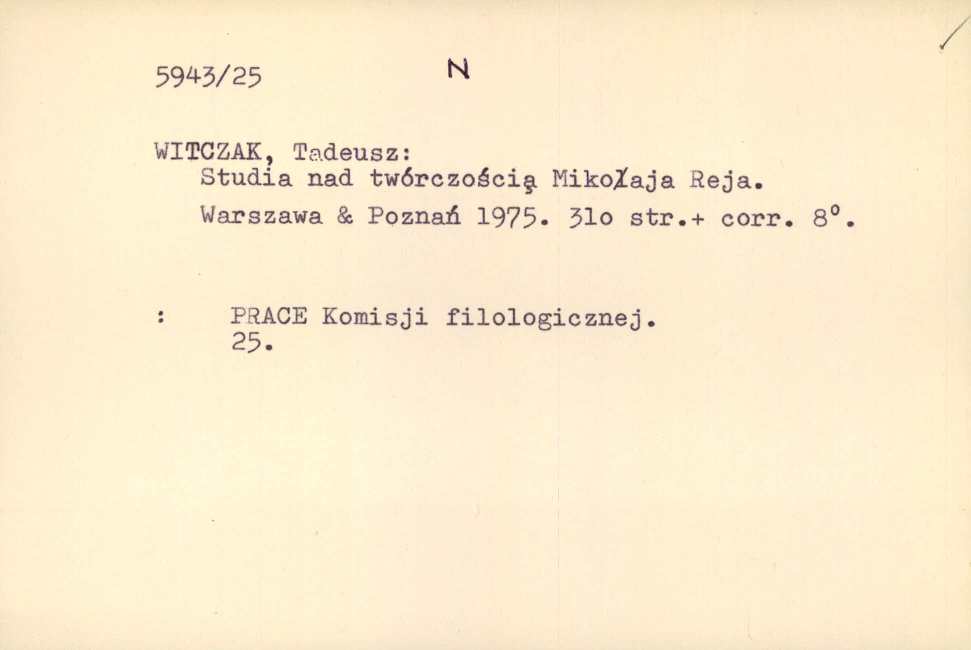 5943/25 N
WITCZAK, Tadeusz:
Studia nad twórczością Mikołaja Reja.
Warszawa & Poznań 1975. 31o str.+ corr. 8°.
: PRACE Komisji filologicznej.
25.